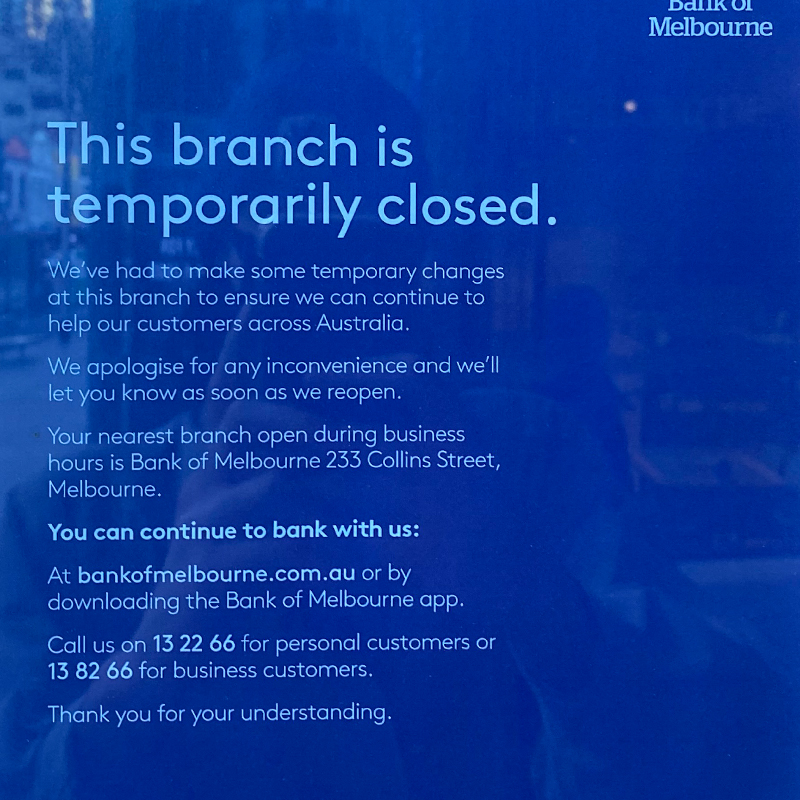 Bank of
Melbourne
This branch is
temporarily closed.
We've had to make some temporary changes
at this branch to ensure we can continue to
help our customers across Australia.
We apologise for any inconvenience and we'll
let you know as soon as we reopen.
Your nearest branch open during business
hours is Bank of Melbourne 233 Collins Street,
Melbourne.
You can continue to bank with us:
At bankofmelbourne.com.au or by
downloading the Bank of Melbourne app.
Call us on 13 22 66 for personal customers or
13 82 66 for business customers.
Thank you for your understanding.